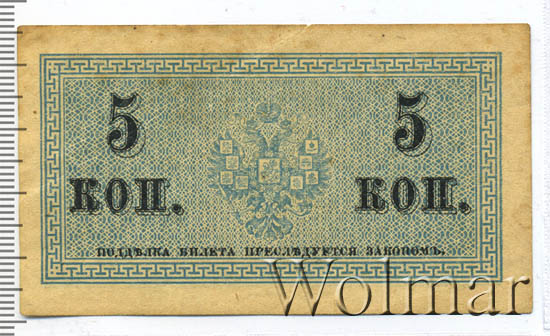 5 5
КОП. КОП.
ПОДДѢЛКА БИЛЕТА ПРЕСЛѢДУЕТСЯ ЗАКОНОМЪ.
Wolmar